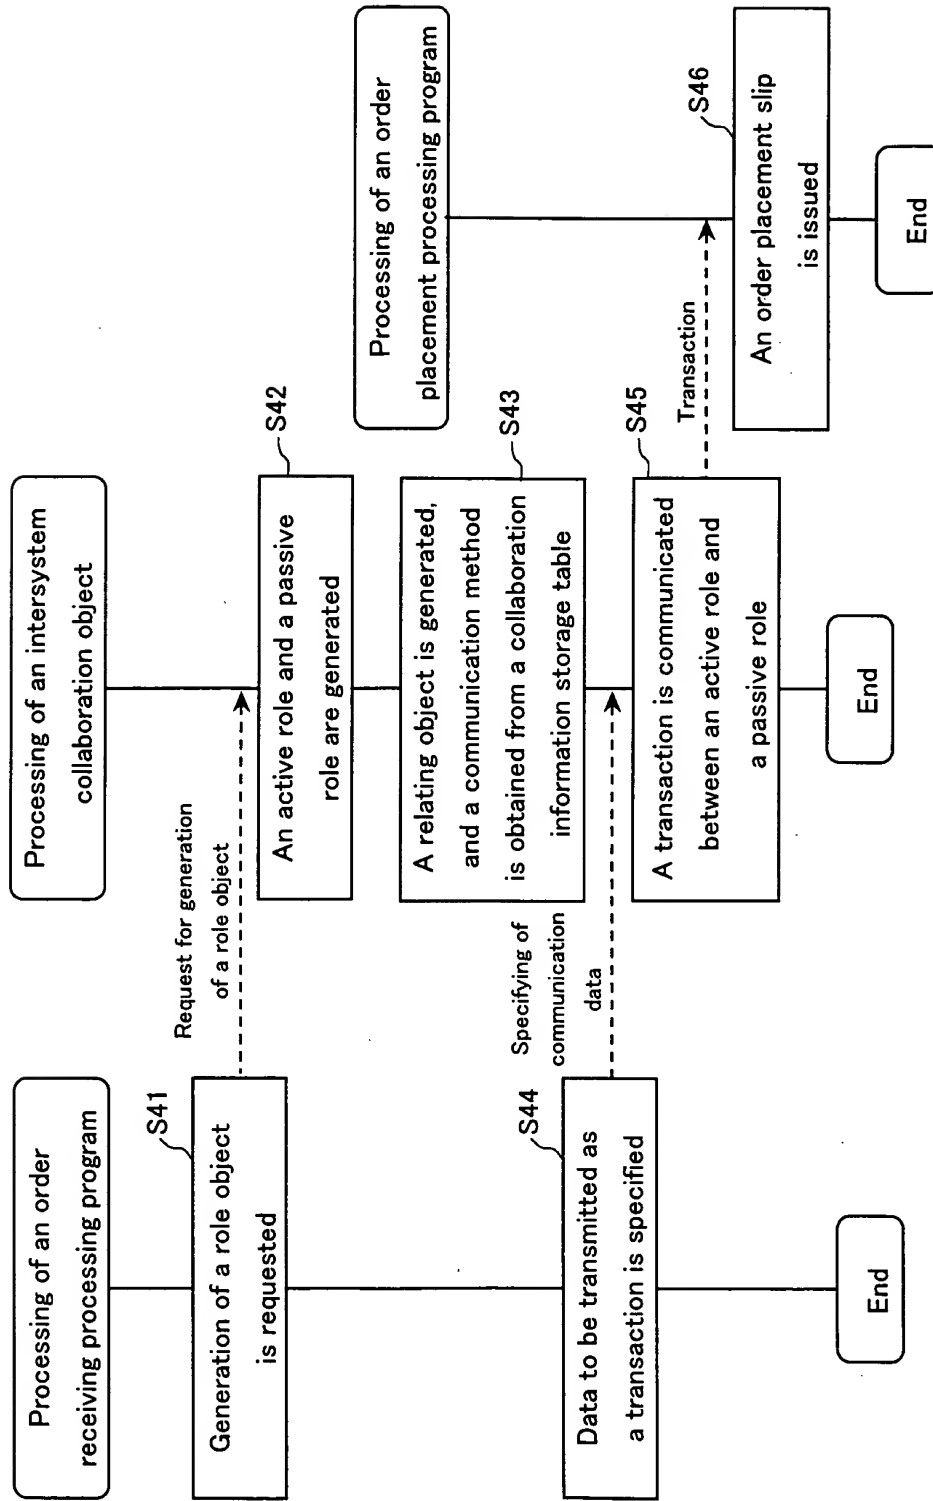 Processing of an order
receiving processing program
S41
Generation of a role object
is requested
S44
Data to be transmitted as
a transaction is specified
End
Request for generation
of a role object
Specifying of
communication
data
Processing of an intersystem
collaboration object
S42
An active role and a passive
role are generated
S43
A relating object is generated,
and a communication method
is obtained from a collaboration
information storage table
S45
A transaction is communicated
between an active role and
a passive role
End
Transaction
Processing of an order
placement processing program
S46
An order placement slip
is issued
End